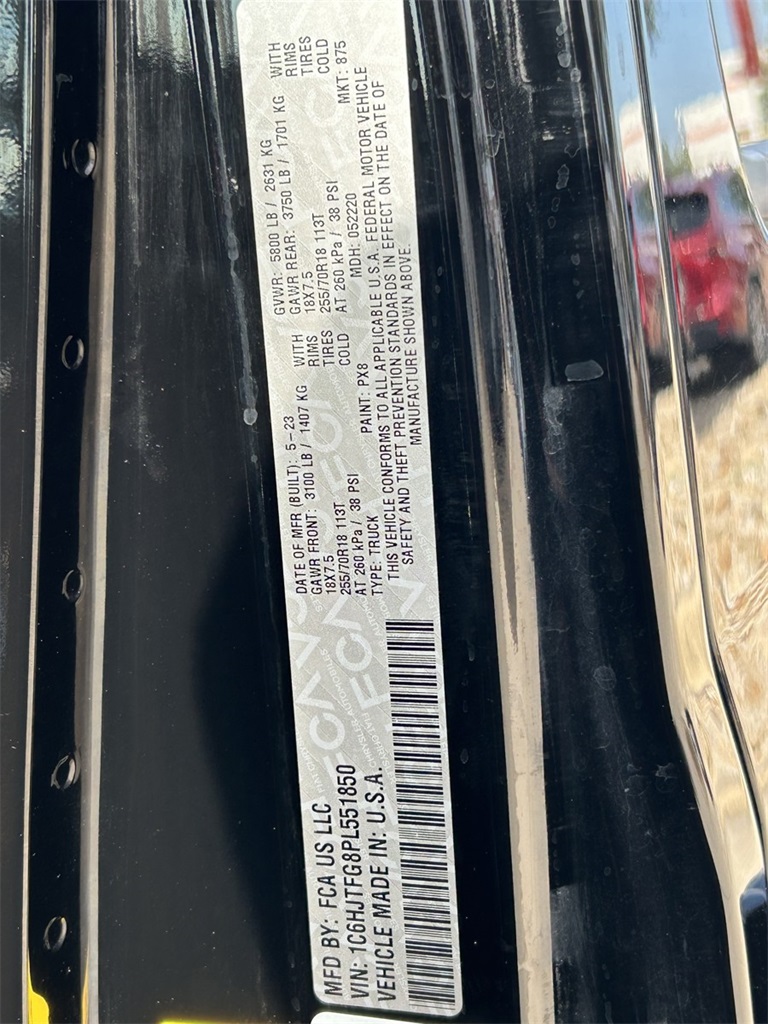 MFD BY: FCA US LLC
VIN: 1C6HJTFG8PL551850
VEHICLE MADE IN: U.S.A.
DATE OF MFR (BUILT): 5-23 GVWR: 5800 LB / 2631 KG
GAWR FRONT: 3100 LB / 1407 KG WITH GAWR REAR: 3750 LB / 1701 KG WITH
18X7.5 RIMS 18X7.5 RIMS
255/70R18 113T TIRES 255/70R18 113T TIRES
AT 260 kPa / 38 PSI COLD AT 260 kPa / 38 PSI COLD
TYPE: TRUCK PAINT: PX8 MDH: 052220 MKT: 875
THIS VEHICLE CONFORMS TO ALL APPLICABLE U.S.A. FEDERAL MOTOR VEHICLE
SAFETY AND THEFT PREVENTION STANDARDS IN EFFECT ON THE DATE OF
MANUFACTURE SHOWN ABOVE.